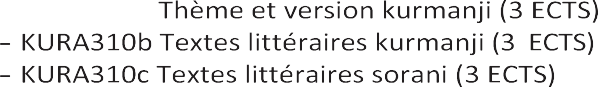 Thème et version kurmanji (3 ECTS)
– KURA310b Textes littéraires kurmanji (3 ECTS)
– KURA310c Textes littéraires sorani (3 ECTS)